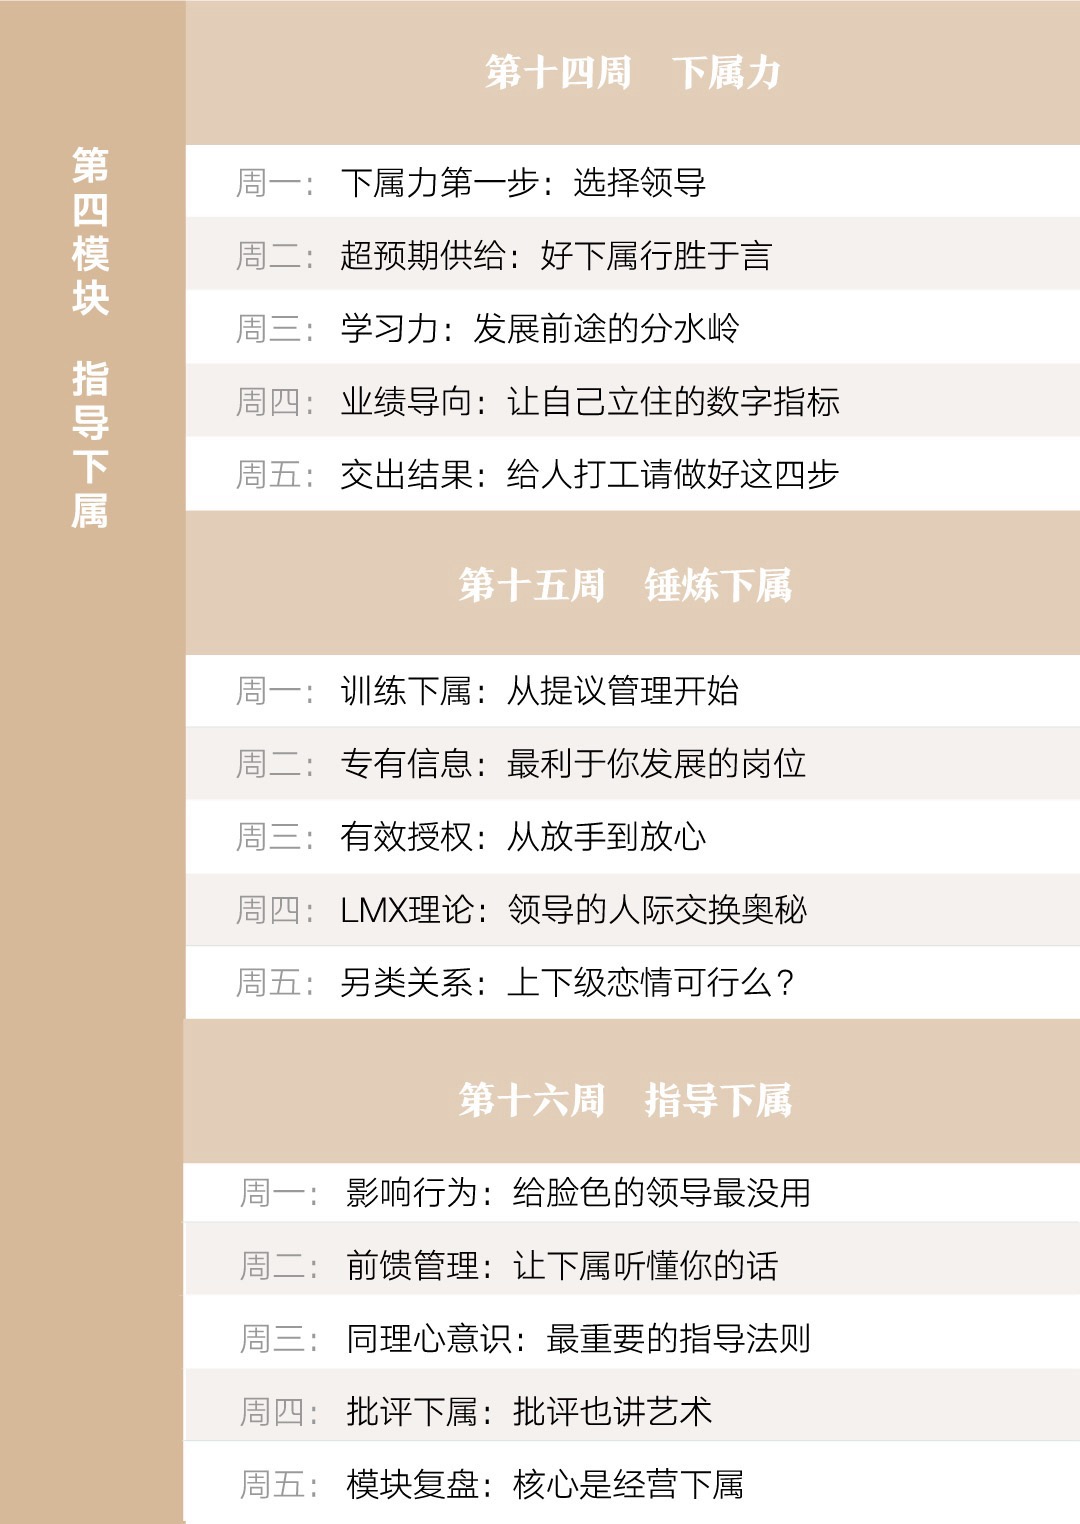 第四模块 指导下属
第十四周 下属力
周一：下属力第一步：选择领导
周二：超预期供给：好下属行胜于言
周三：学习力：发展前途的分水岭
周四：业绩导向：让自己立住的数字指标
周五：交出结果：给人打工请做好这四步
第十五周 锤炼下属
周一：训练下属：从提议管理开始
周二：专有信息：最利于你发展的岗位
周三：有效授权：从放手到放心
周四：LMX理论：领导的人际交换奥秘
周五：另类关系：上下级恋情可行么？
第十六周 指导下属
周一：影响行为：给脸色的领导最没用
周二：前馈管理：让下属听懂你的话
周三：同理心意识：最重要的指导法则
周四：批评下属：批评也讲艺术
周五：模块复盘：核心是经营下属